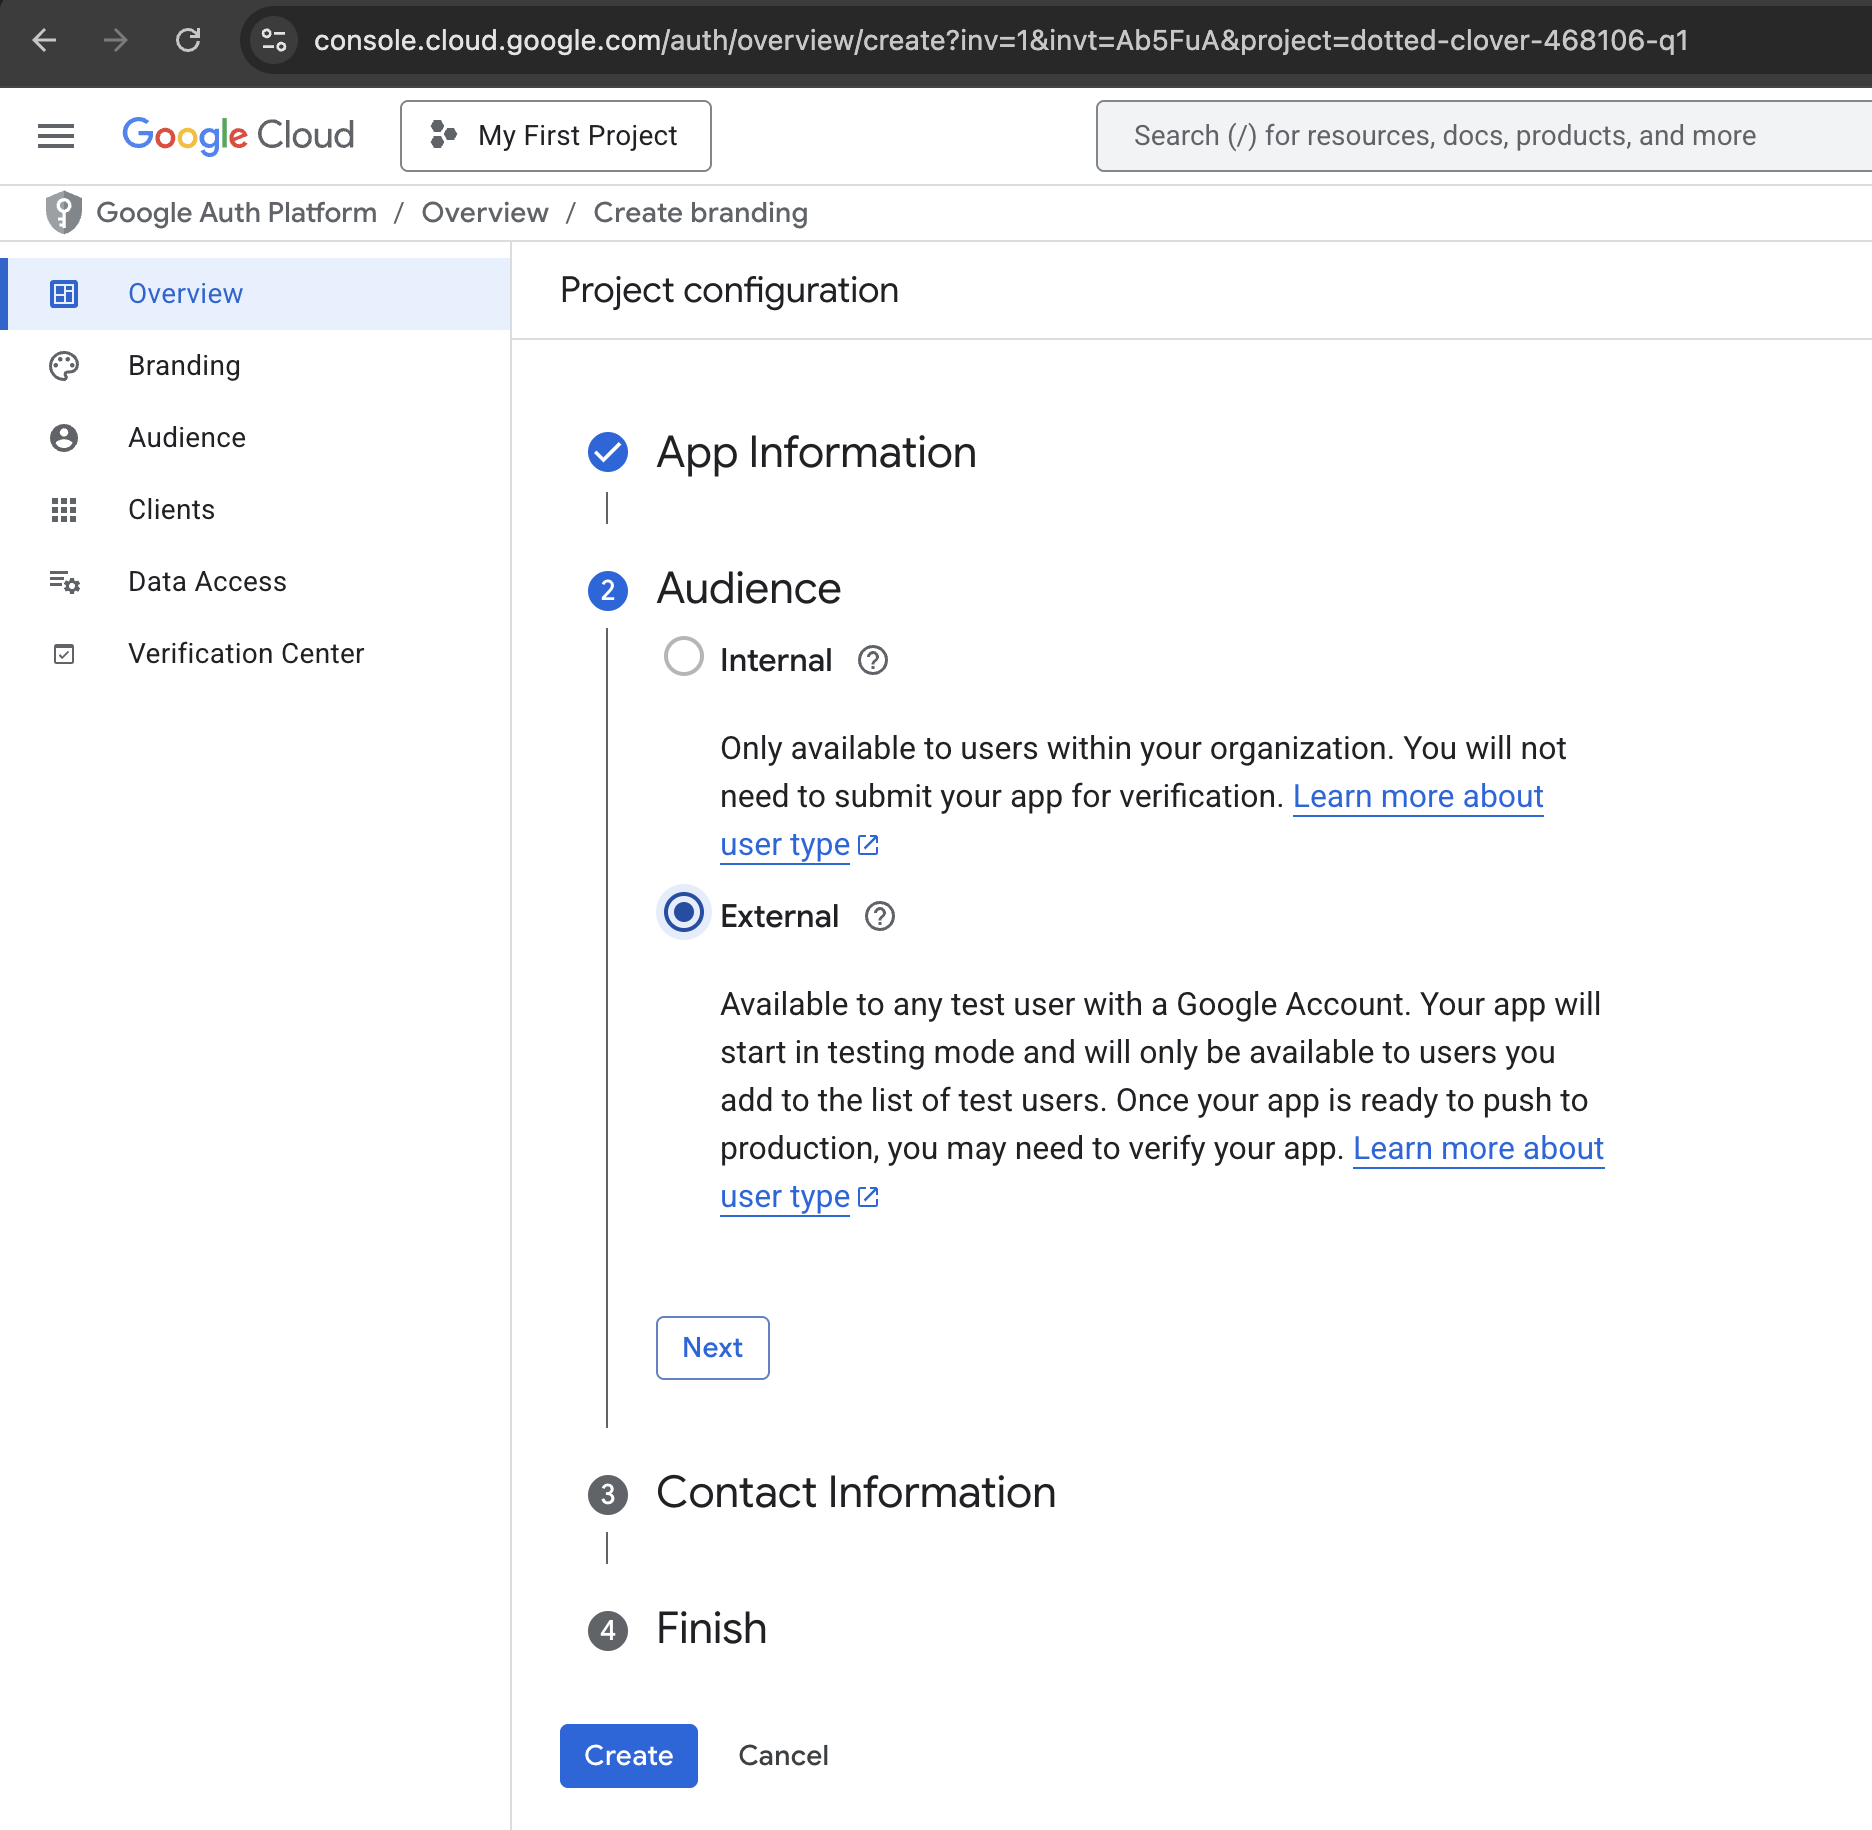 console.cloud.google.com/auth/overview/create?inv=1&invt=Ab5FuA&project=dotted-clover-468106-q1
Google Cloud
My First Project
Search (/) for resources, docs, products, and more
Google Auth Platform / Overview / Create branding
Overview
Branding
Audience
Clients
Data Access
Verification Center
Project configuration
App Information
2 Audience
Internal
Only available to users within your organization. You will not
need to submit your app for verification. Learn more about
user type
External
Available to any test user with a Google Account. Your app will
start in testing mode and will only be available to users you
add to the list of test users. Once your app is ready to push to
production, you may need to verify your app. Learn more about
user type
Next
3 Contact Information
4 Finish
Create Cancel